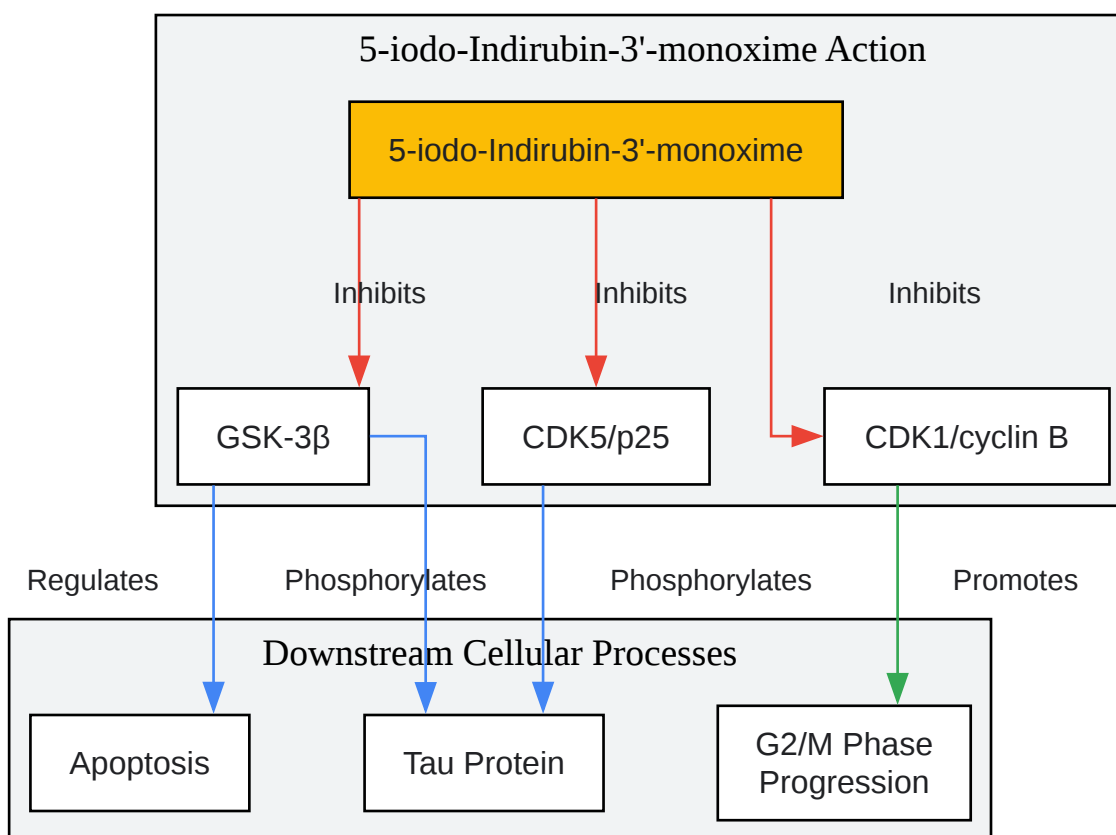 5-iodo-Indirubin-3'-monoxime Action
5-iodo-Indirubin-3'-monoxime
Inhibits
Inhibits
Inhibits
GSK-3β
CDK5/p25
CDK1/cyclin B
Regulates
Phosphorylates
Phosphorylates
Promotes
Downstream Cellular Processes
Apoptosis
Tau Protein
G2/M Phase
Progression